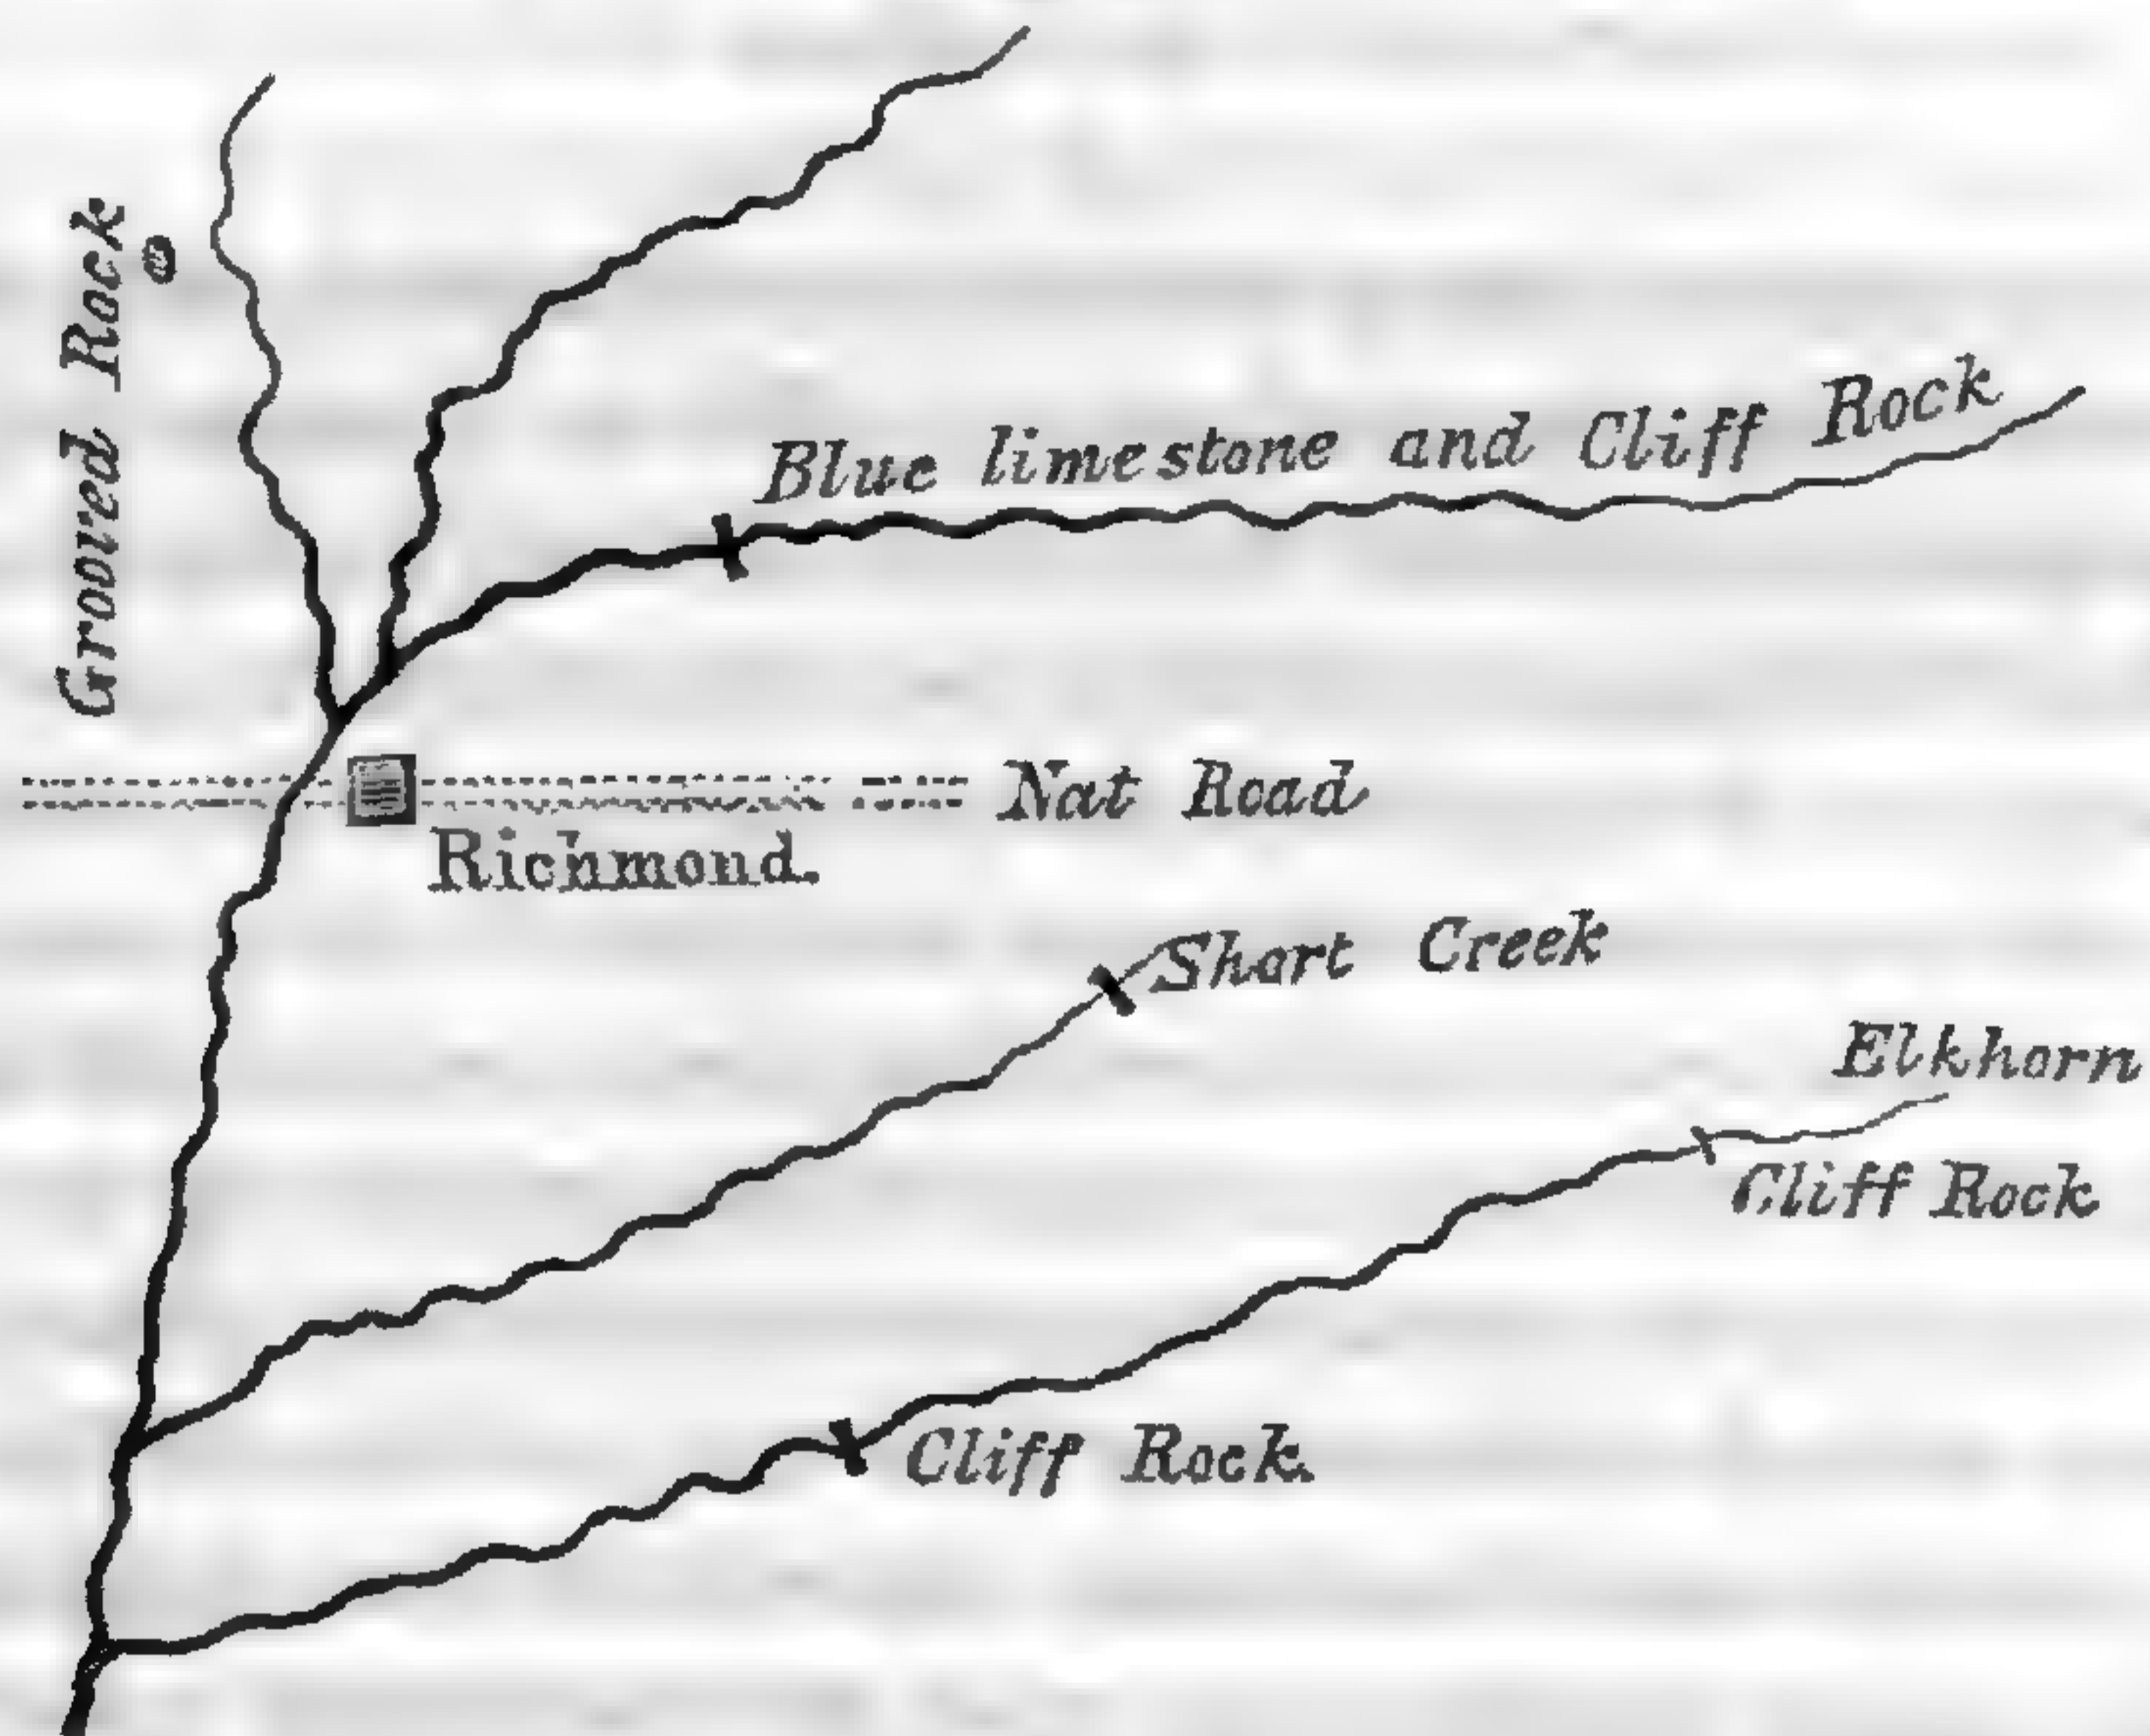 Grooved Rock
Blue limestone and Cliff Rock
Nat Road
Richmond.
Short Creek
Elkhorn
Cliff Rock
Cliff Rock.